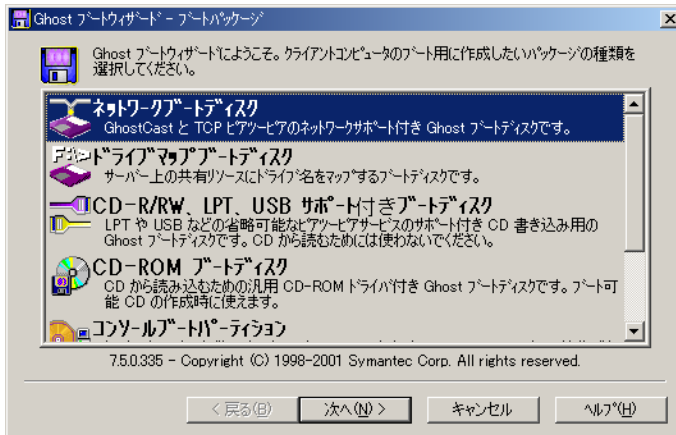 Ghost ブートウィザード - ブートパッケージ
Ghost ブートウィザードにようこそ。クライアントコンピュータのブート用に作成したいパッケージの種類を
選択してください。
ネットワークブートディスク
GhostCast と TCP ピアツーピアのネットワークサポート付き Ghost ブートディスクです。
F:\>
ドライブマップブートディスク
サーバー上の共有リソースにドライブ名をマップするブートディスクです。
CD-R/RW、LPT、USB サポート付きブートディスク
LPT や USB などの省略可能なピアツーピアサービスのサポート付き CD 書き込み用の
Ghost ブートディスクです。CD から読むためには使わないでください。
CD-ROM ブートディスク
CD から読み込むための汎用 CD-ROM ドライバ付き Ghost ブートディスクです。ブート可
能 CD の作成時に使えます。
コンソールブートパーティション
7.5.0.335 - Copyright (C) 1998-2001 Symantec Corp. All rights reserved.
< 戻る(B)
次へ(N) >
キャンセル
ヘルプ(H)